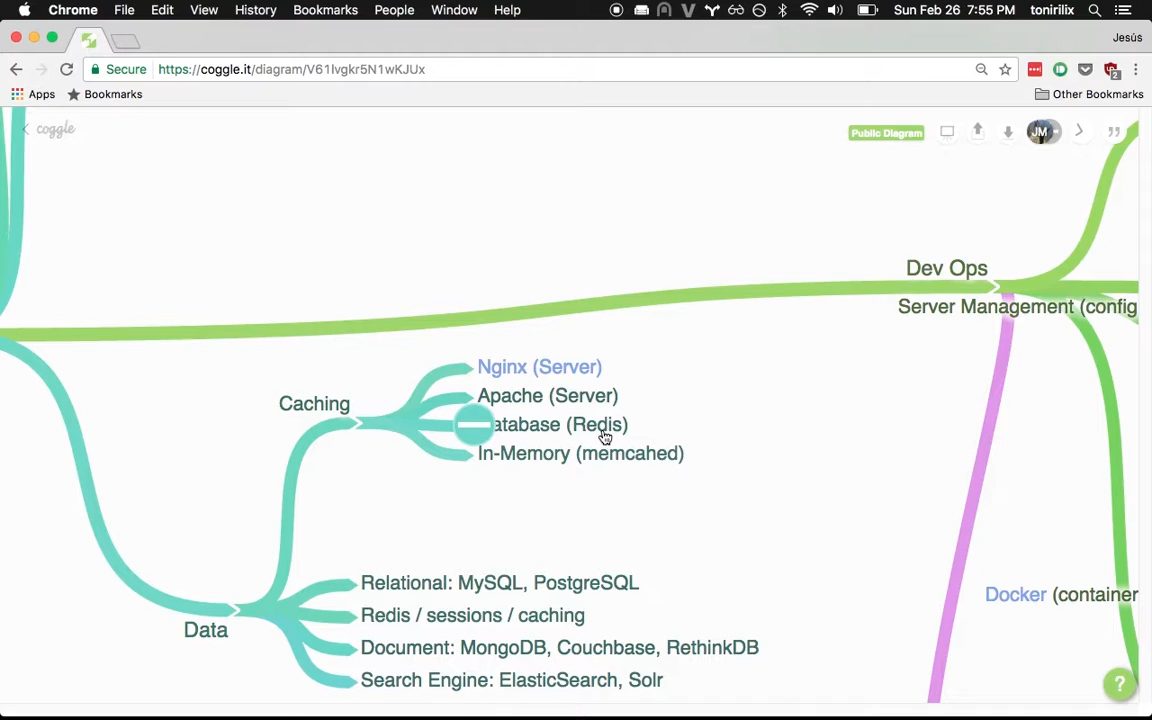 Chrome File Edit View History Bookmarks People Window Help Sun Feb 26 7:55 PM tonirilix
Jesús
Secure https://coggle.it/diagram/V61Ivgkr5N1wKJUx
Apps Bookmarks Other Bookmarks
coggle Public Diagram JM
Dev Ops
Server Management (config
Nginx (Server)
Caching
Apache (Server)
atabase (Redis)
In-Memory (memcahed)
Relational: MySQL, PostgreSQL
Docker (container
Redis / sessions / caching
Data
Document: MongoDB, Couchbase, RethinkDB
Search Engine: ElasticSearch, Solr
?